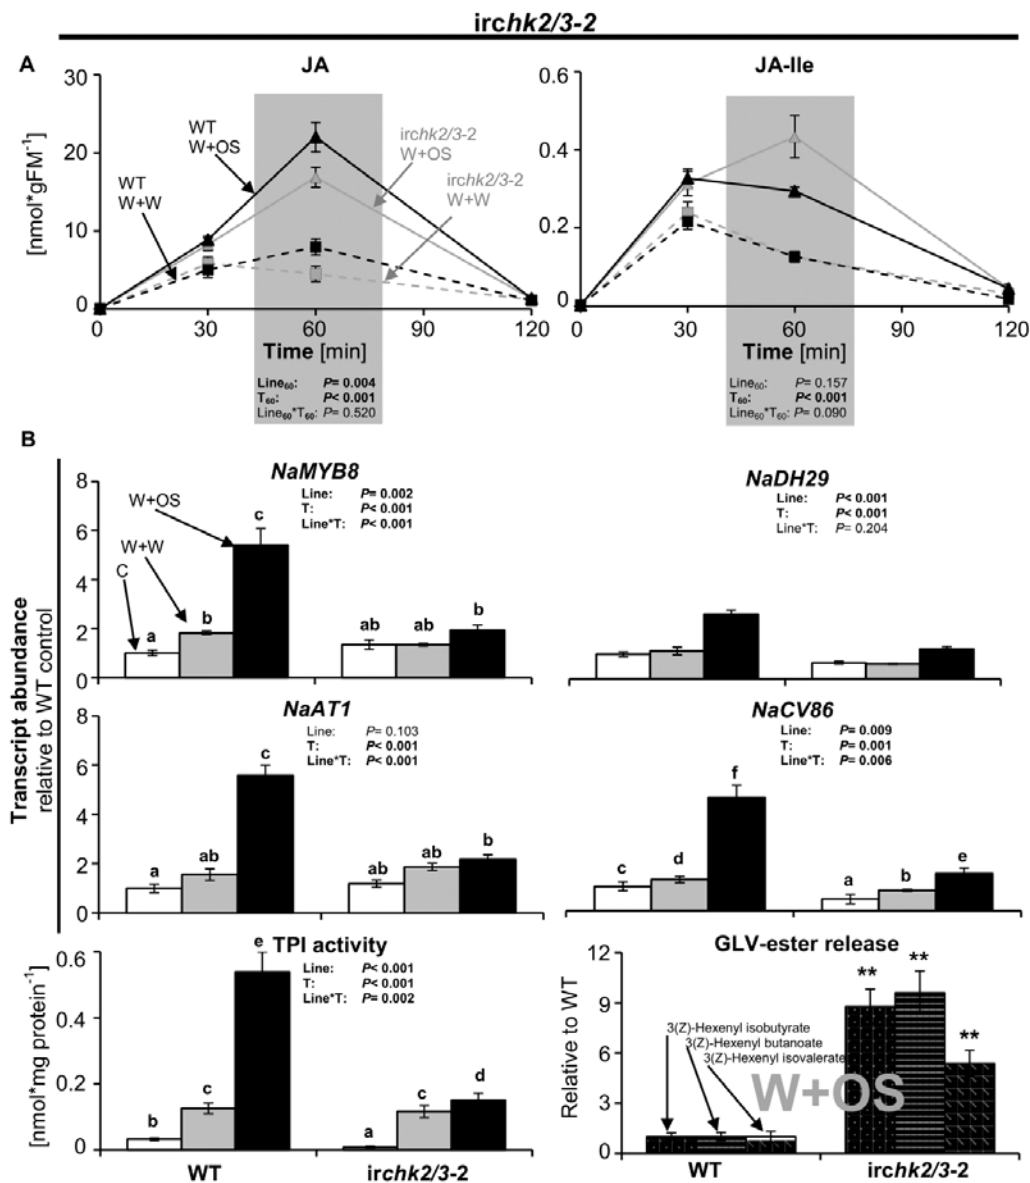 irchk2/3-2
A
JA
JA-Ile
[nmol*gFM⁻¹]
30
20
10
0
WT
W+OS
WT
W+W
irchk2/3-2
W+OS
irchk2/3-2
W+W
0 30 60 90 120
Time [min]
Line₆₀: P= 0.004
T₆₀: P< 0.001
Line₆₀*T₆₀: P= 0.520
0.6
0.4
0.2
0
0 30 60 90 120
Time [min]
Line₆₀: P= 0.157
T₆₀: P< 0.001
Line₆₀*T₆₀: P= 0.090
B
Transcript abundance
relative to WT control
NaMYB8
Line: P= 0.002
T: P< 0.001
Line*T: P< 0.001
8
6
4
2
0
C
W+W
W+OS
a b c
ab ab b
NaDH29
Line: P< 0.001
T: P< 0.001
Line*T: P= 0.204
NaAT1
Line: P= 0.103
T: P< 0.001
Line*T: P< 0.001
8
6
4
2
0
a ab c
ab ab b
NaCV86
Line: P= 0.009
T: P= 0.001
Line*T: P= 0.006
c d f
a b e
TPI activity
Line: P< 0.001
T: P< 0.001
Line*T: P= 0.002
[nmol*mg protein⁻¹]
0.6
0.4
0.2
0
b c e
a c d
WT irchk2/3-2
GLV-ester release
Relative to WT
12
9
6
3
0
3(Z)-Hexenyl isobutyrate
3(Z)-Hexenyl butanoate
3(Z)-Hexenyl isovalerate
W+OS
** ** **
WT irchk2/3-2